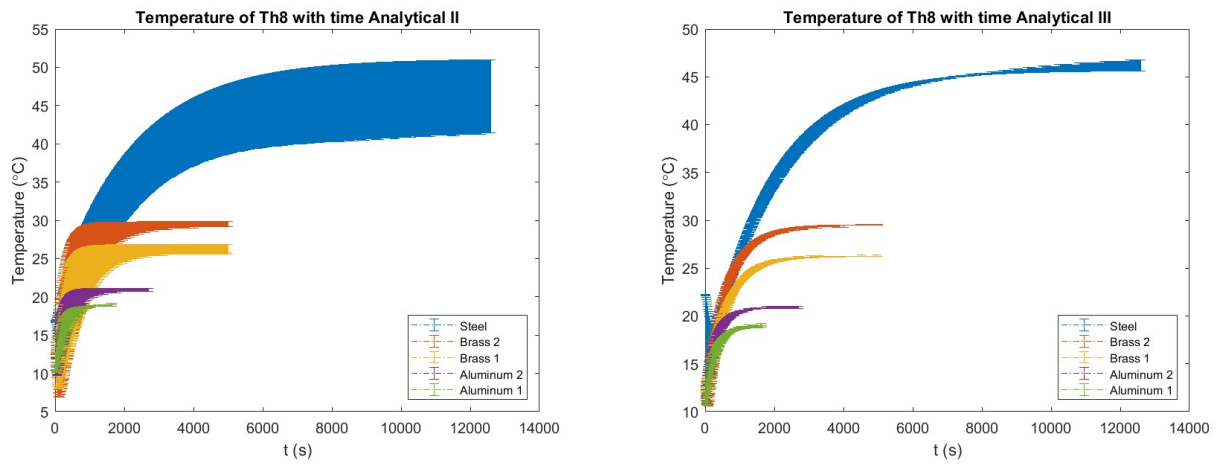 Temperature of Th8 with time Analytical II
55
50
45
40
35
30
25
20
15
10
5
Temperature (°C)
0 2000 4000 6000 8000 10000 12000 14000
t (s)
Steel
Brass 2
Brass 1
Aluminum 2
Aluminum 1
Temperature of Th8 with time Analytical III
50
45
40
35
30
25
20
15
10
Temperature (°C)
0 2000 4000 6000 8000 10000 12000 14000
t (s)
Steel
Brass 2
Brass 1
Aluminum 2
Aluminum 1